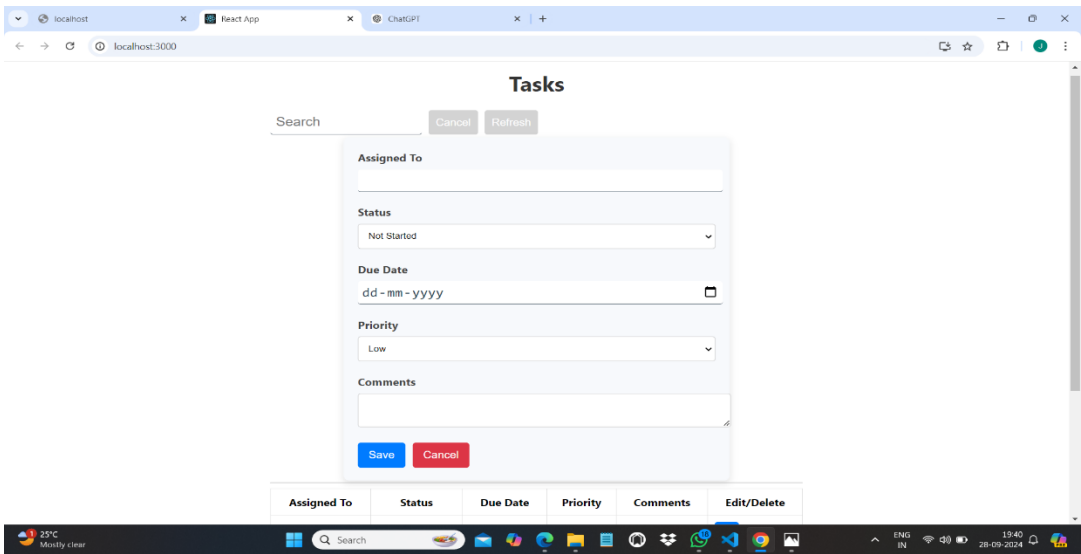 localhost
React App
ChatGPT
localhost:3000
J
Tasks
Search
Cancel
Refresh
Assigned To
Status
Not Started
Due Date
dd-mm-yyyy
Priority
Low
Comments
Save
Cancel
Assigned To Status Due Date Priority Comments Edit/Delete
1
25°C
Mostly clear
Search
10
ENG
IN
19:40
28-09-2024